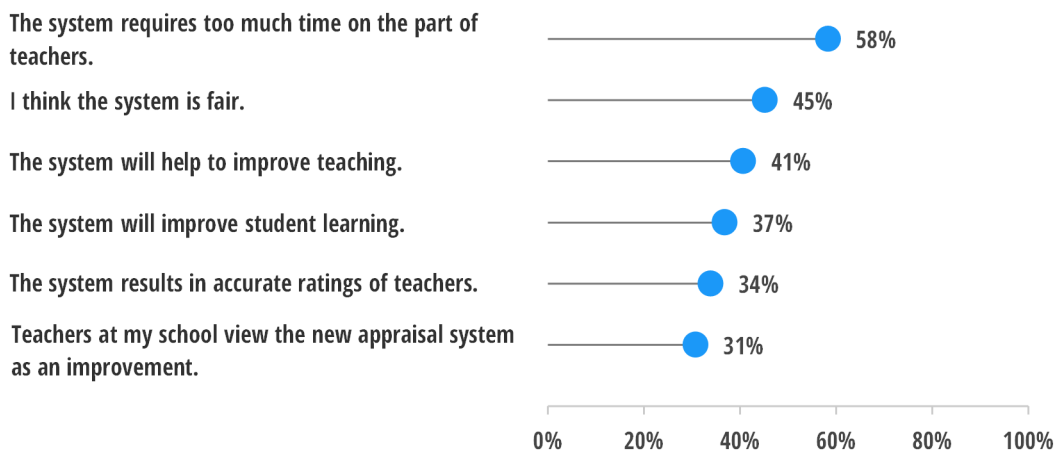 The system requires too much time on the part of
teachers.
58%
I think the system is fair.
45%
The system will help to improve teaching.
41%
The system will improve student learning.
37%
The system results in accurate ratings of teachers.
34%
Teachers at my school view the new appraisal system
as an improvement.
31%
0% 20% 40% 60% 80% 100%